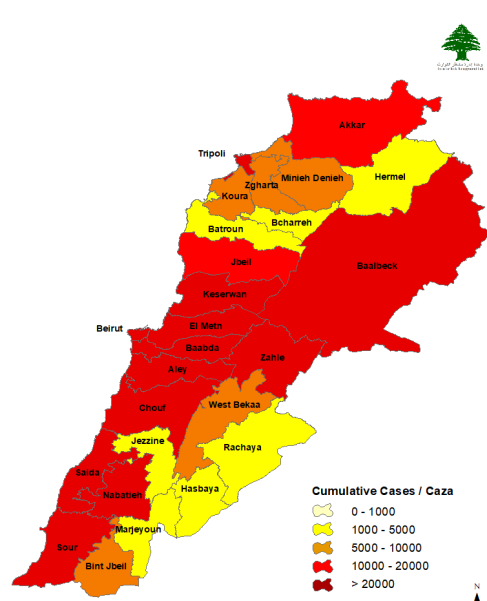 Akkar
Tripoli
Zgharta
Minieh Denieh
Hermel
Koura
Bcharreh
Batroun
Jbeil
Baalbeck
Keserwan
Beirut
El Metn
Baabda
Zahle
Aley
Chouf
West Bekaa
Jezzine
Rachaya
Saida
Hasbaya
Nabatieh
Marjeyoun
Sour
Bint Jbeil
Cumulative Cases / Caza
0 - 1000
1000 - 5000
5000 - 10000
10000 - 20000
> 20000
N